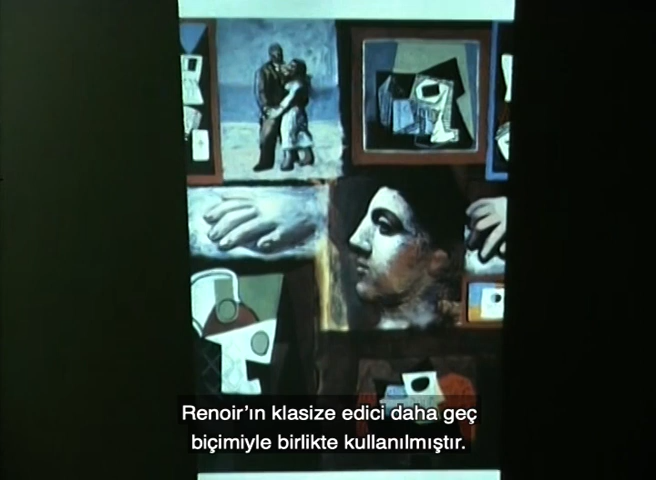 Renoir’ın klasize edici daha geç
biçimiyle birlikte kullanılmıştır.